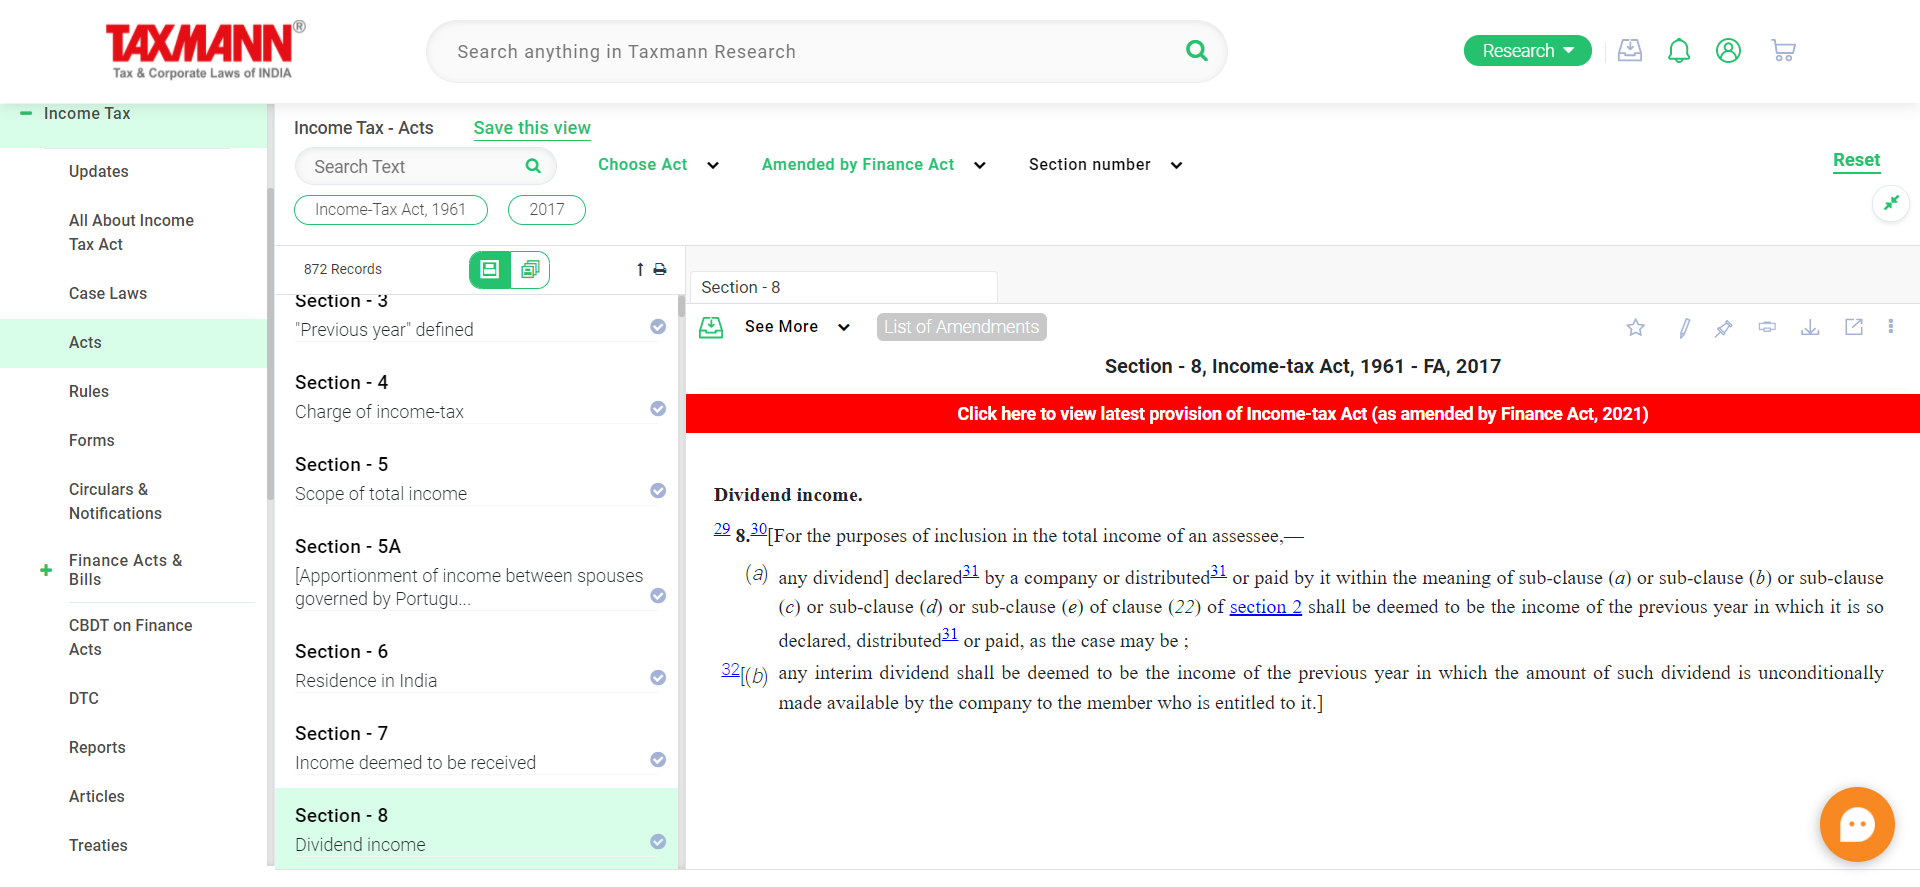 TAXMANN®
Tax & Corporate Laws of INDIA
Search anything in Taxmann Research
Research
Income Tax
Updates
All About Income
Tax Act
Case Laws
Acts
Rules
Forms
Circulars &
Notifications
Finance Acts &
Bills
CBDT on Finance
Acts
DTC
Reports
Articles
Treaties
Income Tax - Acts
Save this view
Search Text
Choose Act
Amended by Finance Act
Section number
Reset
Income-Tax Act, 1961
2017
872 Records
Section - 3
"Previous year" defined
Section - 4
Charge of income-tax
Section - 5
Scope of total income
Section - 5A
[Apportionment of income between spouses
governed by Portugu...
Section - 6
Residence in India
Section - 7
Income deemed to be received
Section - 8
Dividend income
Section - 8
See More
List of Amendments
Section - 8, Income-tax Act, 1961 - FA, 2017
Click here to view latest provision of Income-tax Act (as amended by Finance Act, 2021)
Dividend income.
29 8.30[For the purposes of inclusion in the total income of an assessee,—
(a) any dividend] declared31 by a company or distributed31 or paid by it within the meaning of sub-clause (a) or sub-clause (b) or sub-clause
(c) or sub-clause (d) or sub-clause (e) of clause (22) of section 2 shall be deemed to be the income of the previous year in which it is so
declared, distributed31 or paid, as the case may be ;
32[(b) any interim dividend shall be deemed to be the income of the previous year in which the amount of such dividend is unconditionally
made available by the company to the member who is entitled to it.]